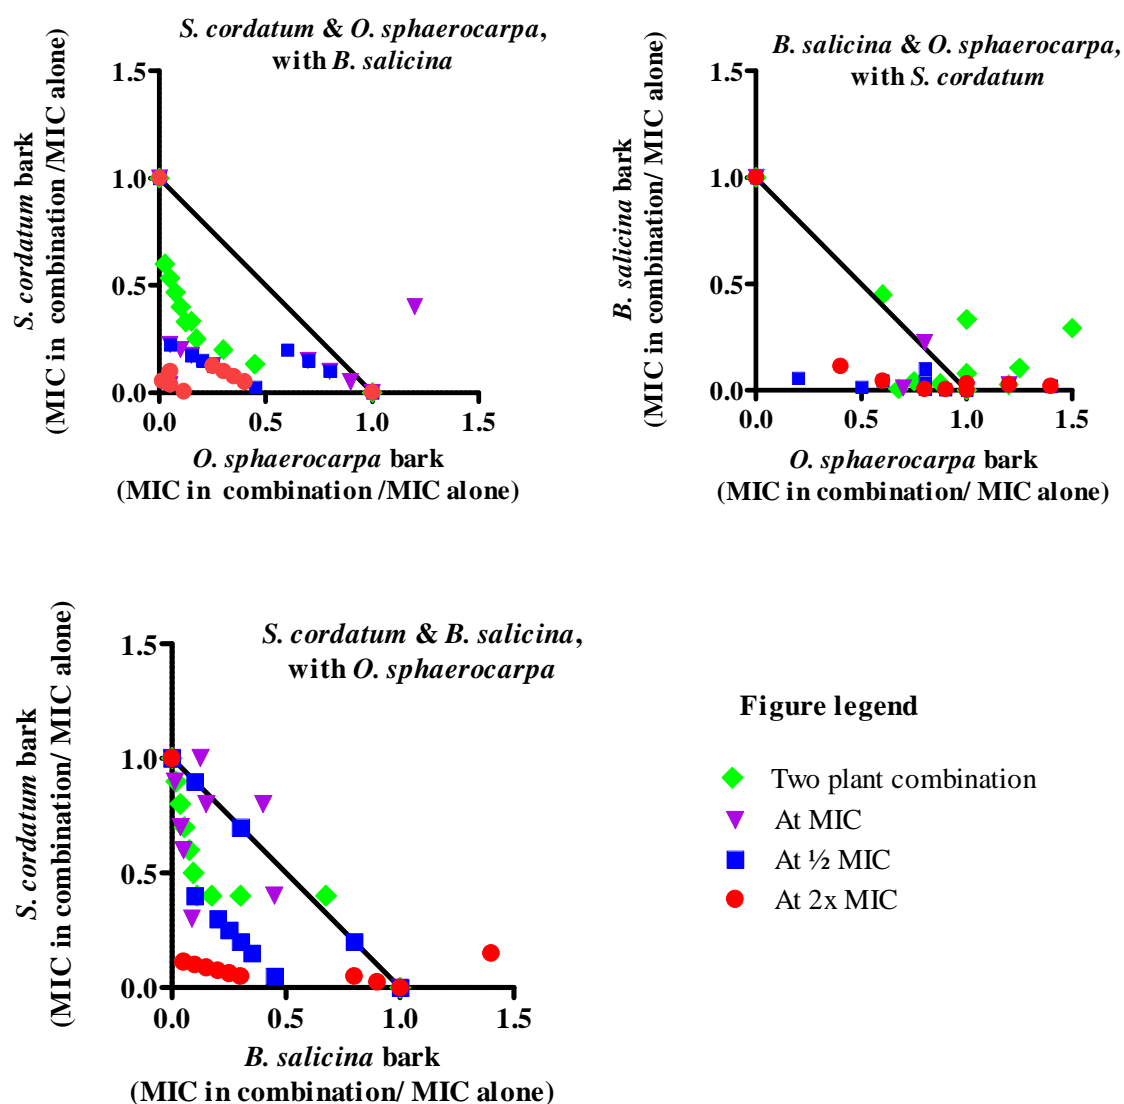 S. cordatum & O. sphaerocarpa,
with B. salicina
S. cordatum bark
(MIC in combination /MIC alone)
1.5
1.0
0.5
0.0
0.0 0.5 1.0 1.5
O. sphaerocarpa bark
(MIC in combination /MIC alone)
B. salicina & O. sphaerocarpa,
with S. cordatum
B. salicina bark
(MIC in combination/ MIC alone)
1.5
1.0
0.5
0.0
0.0 0.5 1.0 1.5
O. sphaerocarpa bark
(MIC in combination/ MIC alone)
S. cordatum & B. salicina,
with O. sphaerocarpa
S. cordatum bark
(MIC in combination/ MIC alone)
1.5
1.0
0.5
0.0
0.0 0.5 1.0 1.5
B. salicina bark
(MIC in combination/ MIC alone)
Figure legend
Two plant combination
At MIC
At ½ MIC
At 2x MIC